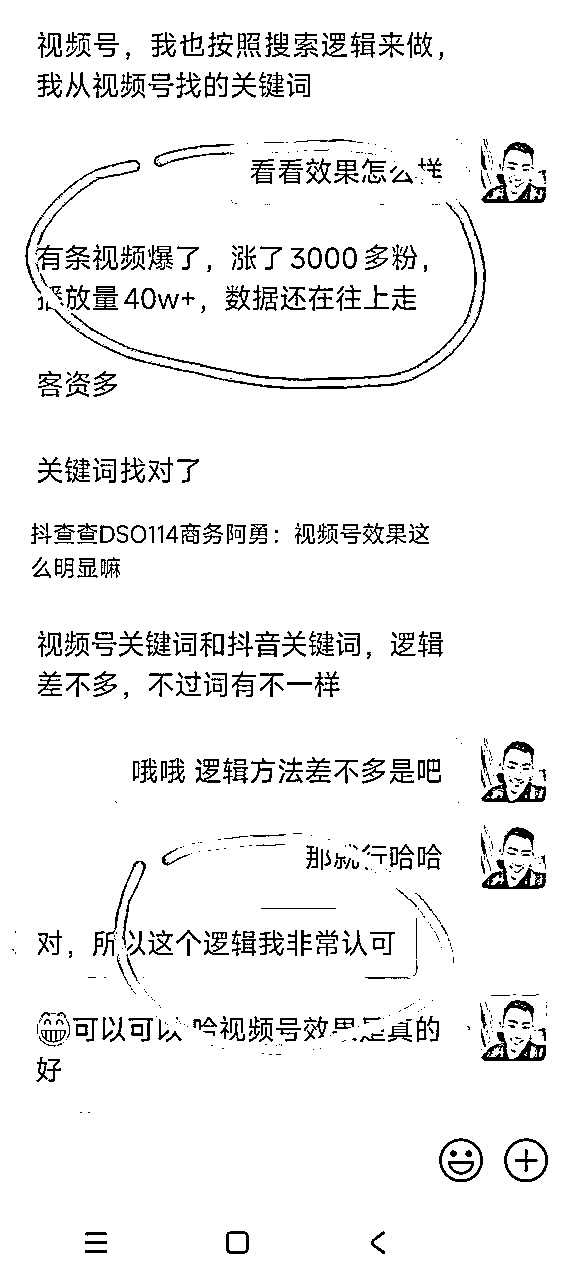 视频号，我也按照搜索逻辑来做，
我从视频号找的关键词
看看效果怎么样
有条视频爆了，涨了3000多粉，
播放量40w+，数据还在往上走
客资多
关键词找对了
抖查查DSO114商务阿勇：视频号效果这
么明显嘛
视频号关键词和抖音关键词，逻辑
差不多，不过词有不一样
哦哦 逻辑方法差不多是吧
那就行哈哈
对，所以这个逻辑我非常认可
😁可以可以 哈视频号效果是真的
好